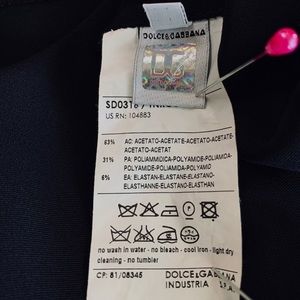 DOLCE&GABBANA
DG
US RN: 104883
63% AC: ACETATO-ACETATE-ACETATO-ACETATE-
ACETATO-ACETAT
31% PA: POLIAMMIDICA-POLYAMIDE-POLIAMIDA-
POLYAMIDE-POLIAMIDA-POLYAMID
6% EA: ELASTAN-ELASTANE-ELASTANO-
ELASTHANNE-ELASTANO-ELASTAN
no wash in water - no bleach - cool iron - light dry
cleaning - no tumbler
CP: 81/08345 DOLCE&GABBANA
INDUSTRIA S.P.A.